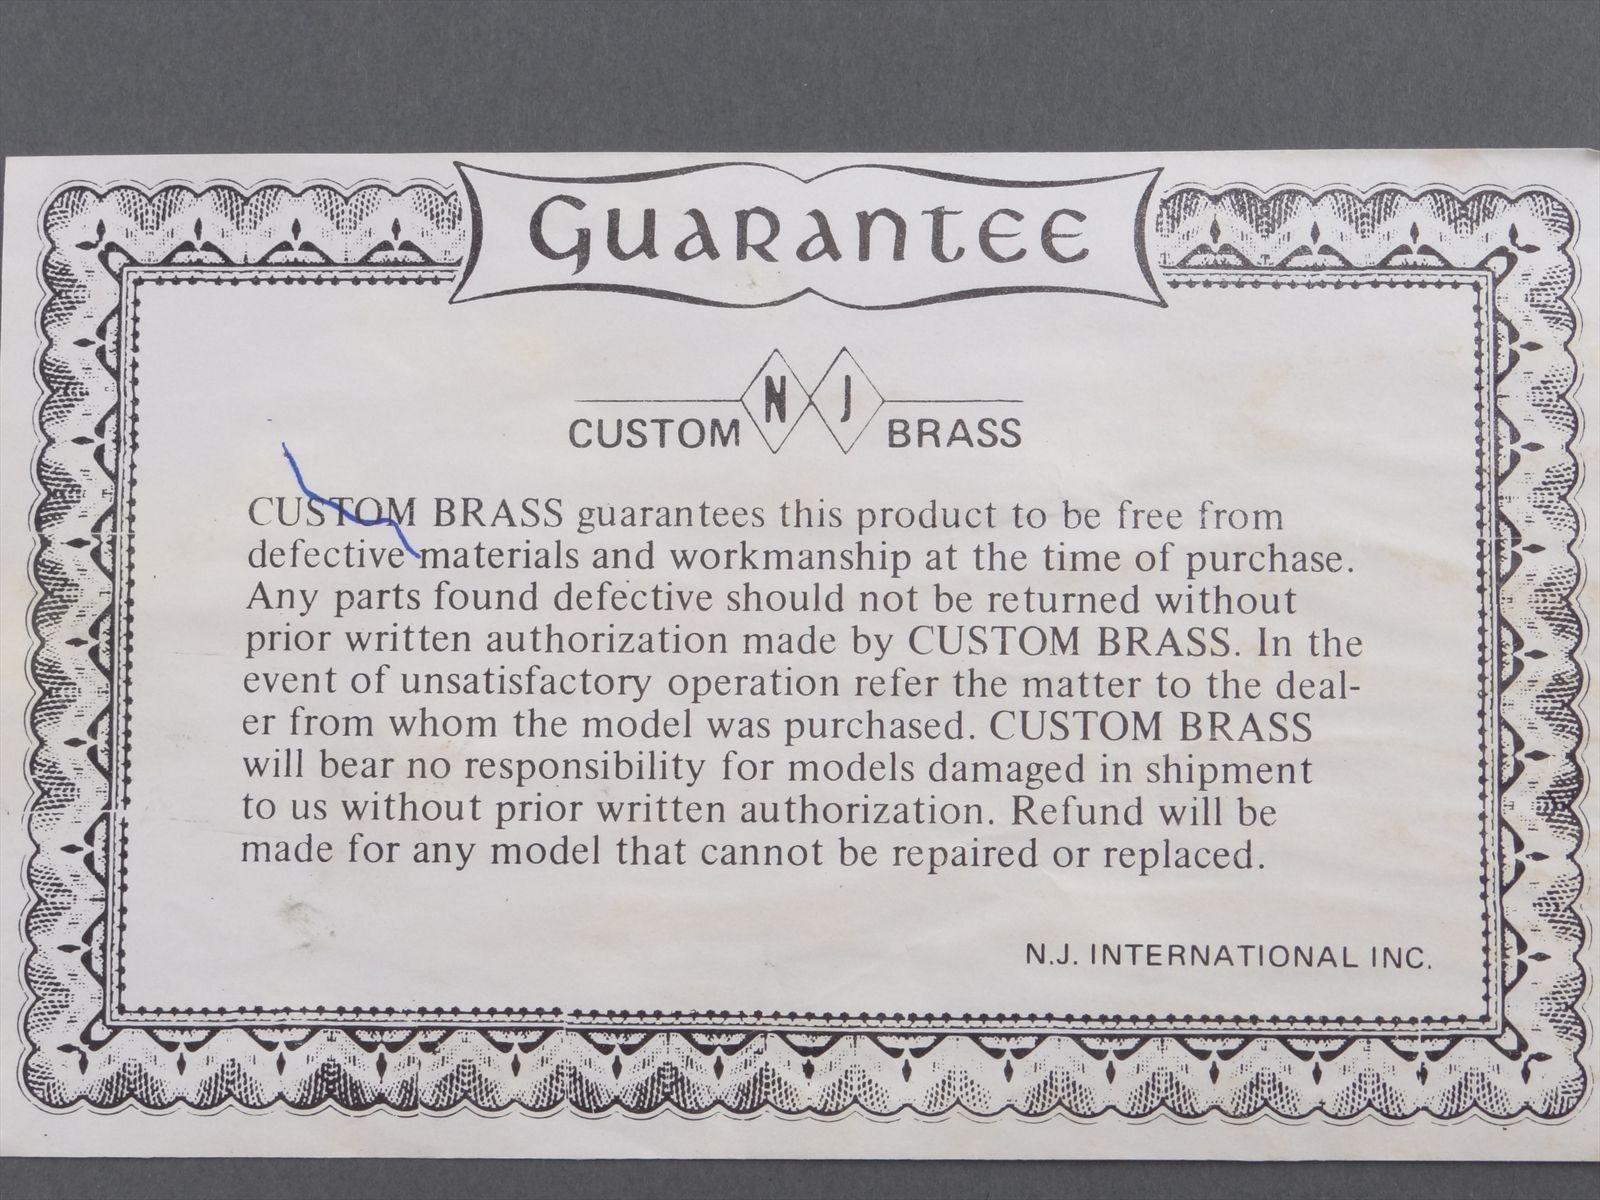 Guarantee
CUSTOM N J BRASS
CUSTOM BRASS guarantees this product to be free from
defective materials and workmanship at the time of purchase.
Any parts found defective should not be returned without
prior written authorization made by CUSTOM BRASS. In the
event of unsatisfactory operation refer the matter to the deal-
er from whom the model was purchased. CUSTOM BRASS
will bear no responsibility for models damaged in shipment
to us without prior written authorization. Refund will be
made for any model that cannot be repaired or replaced.
N.J. INTERNATIONAL INC.